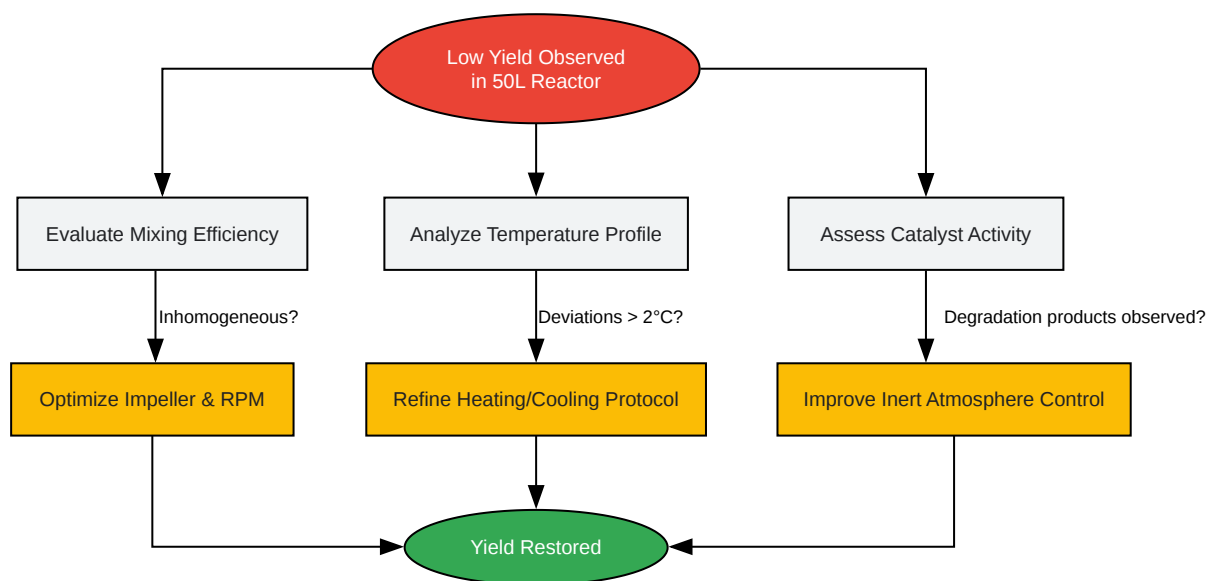 Low Yield Observed
in 50L Reactor
Evaluate Mixing Efficiency
Analyze Temperature Profile
Assess Catalyst Activity
Inhomogeneous?
Deviations > 2°C?
Degradation products observed?
Optimize Impeller & RPM
Refine Heating/Cooling Protocol
Improve Inert Atmosphere Control
Yield Restored